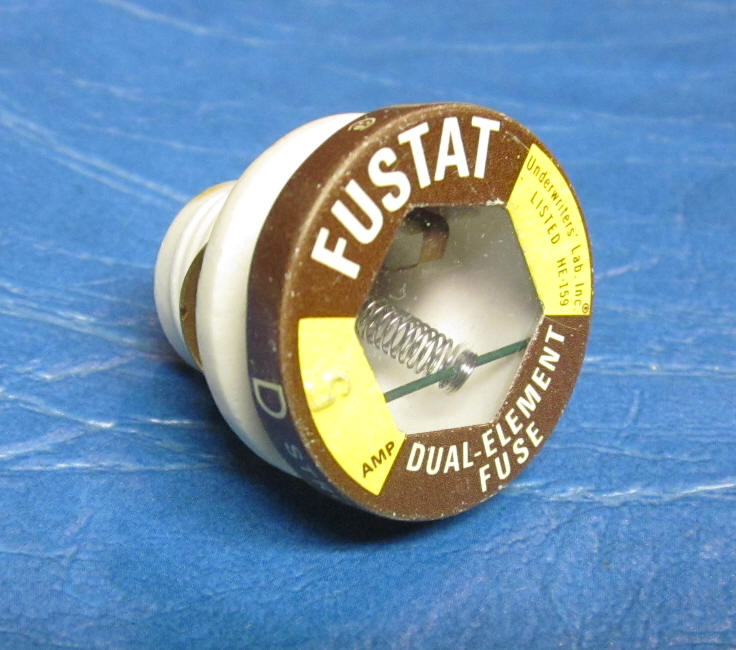 FUSTAT
Underwriters' Lab. Inc.®
LISTED HE-159
AMP
DUAL-ELEMENT
FUSE
D